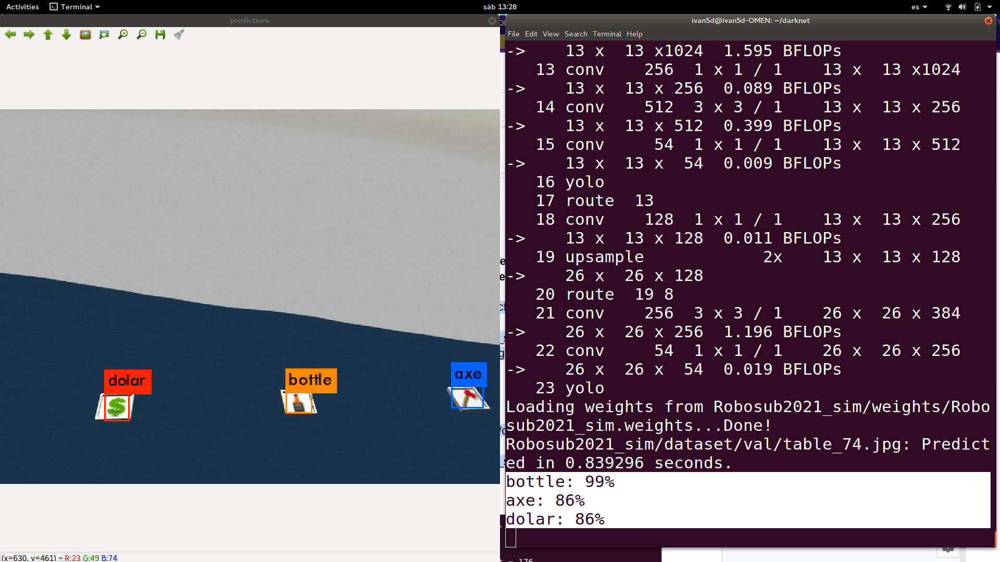 Activities
Terminal
sáb 13:28
es
predictions
dolar
bottle
axe
$
(x=630, y=461) ~ R:23 G:49 B:74
ivan5d@ivan5d-OMEN: ~/darknet
File Edit View Search Terminal Help
-> 13 x 13 x1024 1.595 BFLOPs
13 conv 256 1 x 1 / 1 13 x 13 x1024
-> 13 x 13 x 256 0.089 BFLOPs
14 conv 512 3 x 3 / 1 13 x 13 x 256
-> 13 x 13 x 512 0.399 BFLOPs
15 conv 54 1 x 1 / 1 13 x 13 x 512
-> 13 x 13 x 54 0.009 BFLOPs
16 yolo
17 route 13
18 conv 128 1 x 1 / 1 13 x 13 x 256
-> 13 x 13 x 128 0.011 BFLOPs
19 upsample 2x 13 x 13 x 128
-> 26 x 26 x 128
20 route 19 8
21 conv 256 3 x 3 / 1 26 x 26 x 384
-> 26 x 26 x 256 1.196 BFLOPs
22 conv 54 1 x 1 / 1 26 x 26 x 256
-> 26 x 26 x 54 0.019 BFLOPs
23 yolo
Loading weights from Robosub2021_sim/weights/Robo
sub2021_sim.weights...Done!
Robosub2021_sim/dataset/val/table_74.jpg: Predict
ed in 0.839296 seconds.
bottle: 99%
axe: 86%
dolar: 86%